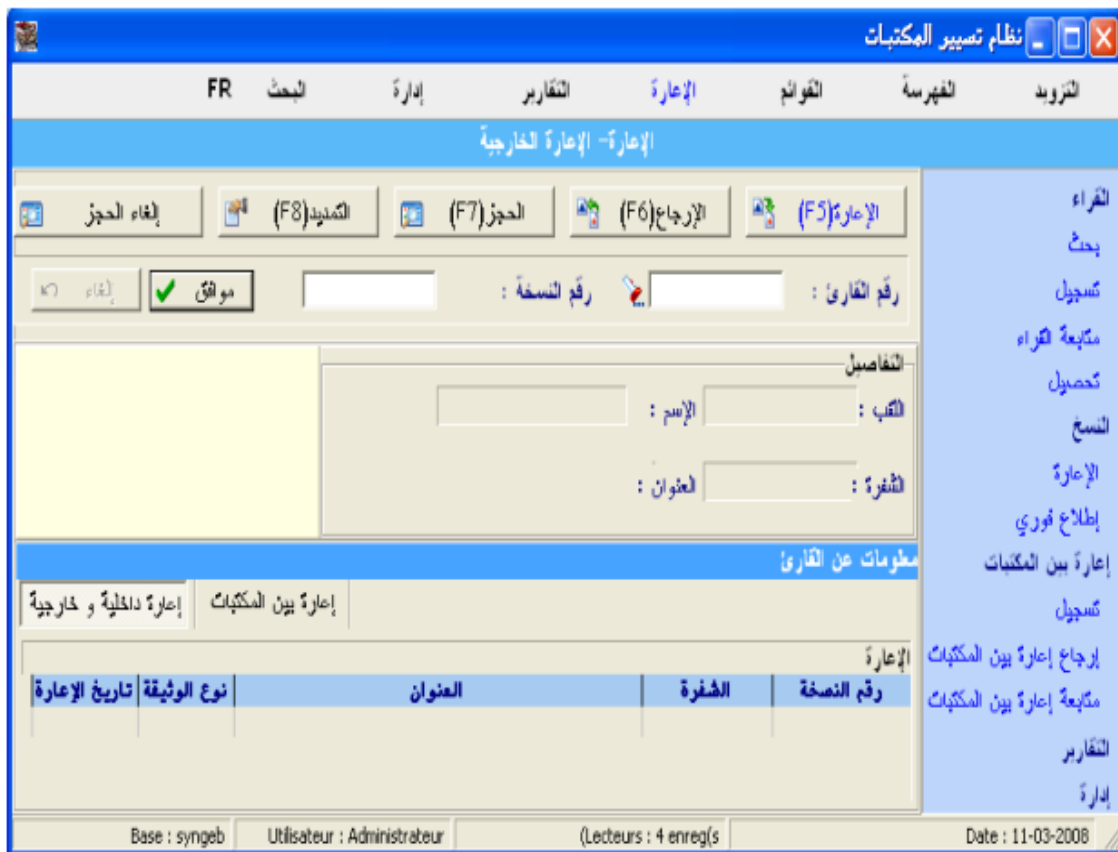 نظام تسيير المكتبات
التزويد الفهرسة القوائم الإعارة التقارير إدارة البحث FR
الإعارة- الإعارة الخارجية
الإعارة(F5) الإرجاع(F6) الحجز(F7) التمديد(F8) إلغاء الحجز
رقم القارئ : رقم النسخة : موافق إلغاء
التفاصيل
اللقب : الإسم :
الشفرة : العنوان :
معلومات عن القارئ
إعارة بين المكتبات إعارة داخلية و خارجية
الإعارة
رقم النصخة الشفرة العنوان نوع الوثيقة تاريخ الإعارة
القراء
بحث
تسجيل
متابعة القراء
تحصيل
النسخ
الإعارة
إطلاع فوري
إعارة بين المكتبات
تسجيل
إرجاع إعارة بين المكتبات
متابعة إعارة بين المكتبات
التقارير
إدارة
Base : syngeb Utilisateur : Administrateur (Lecteurs : 4 enreg(s Date : 11-03-2008